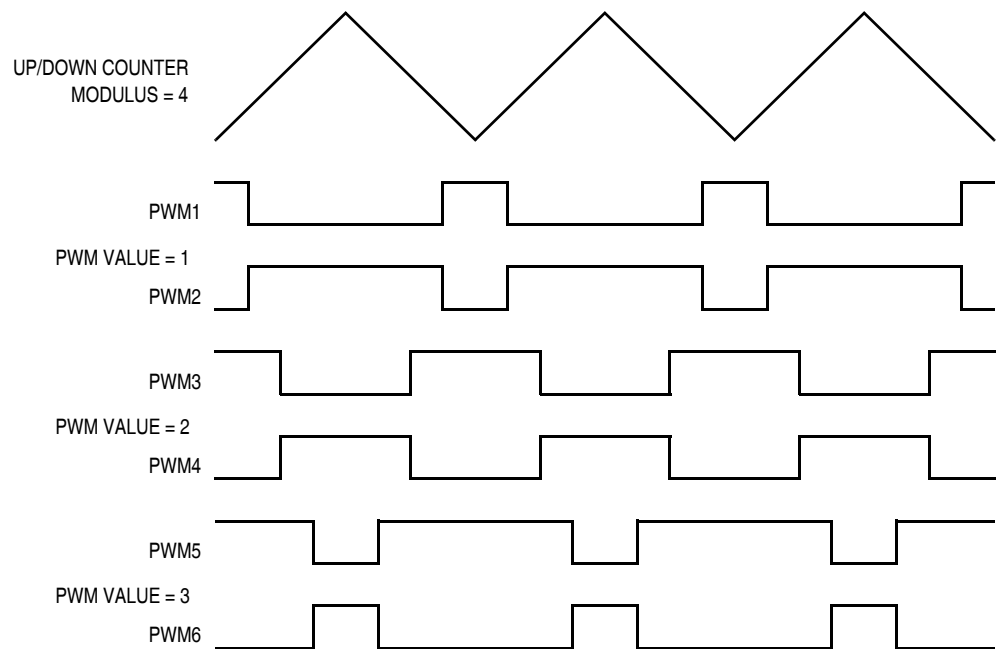 UP/DOWN COUNTER
MODULUS = 4
PWM1
PWM VALUE = 1
PWM2
PWM3
PWM VALUE = 2
PWM4
PWM5
PWM VALUE = 3
PWM6